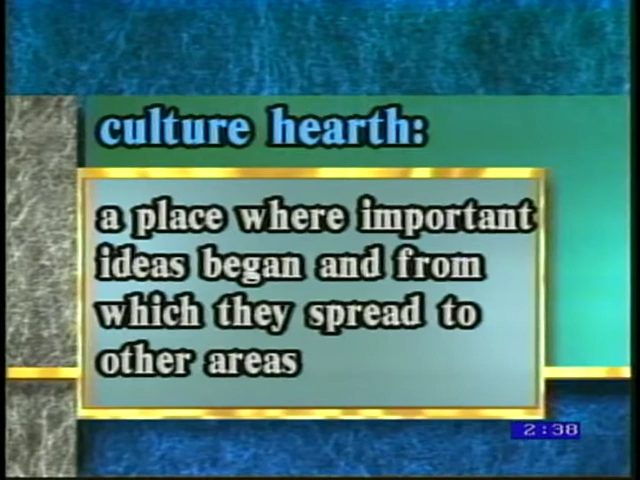 culture hearth:
a place where important
ideas began and from
which they spread to
other areas
2:38